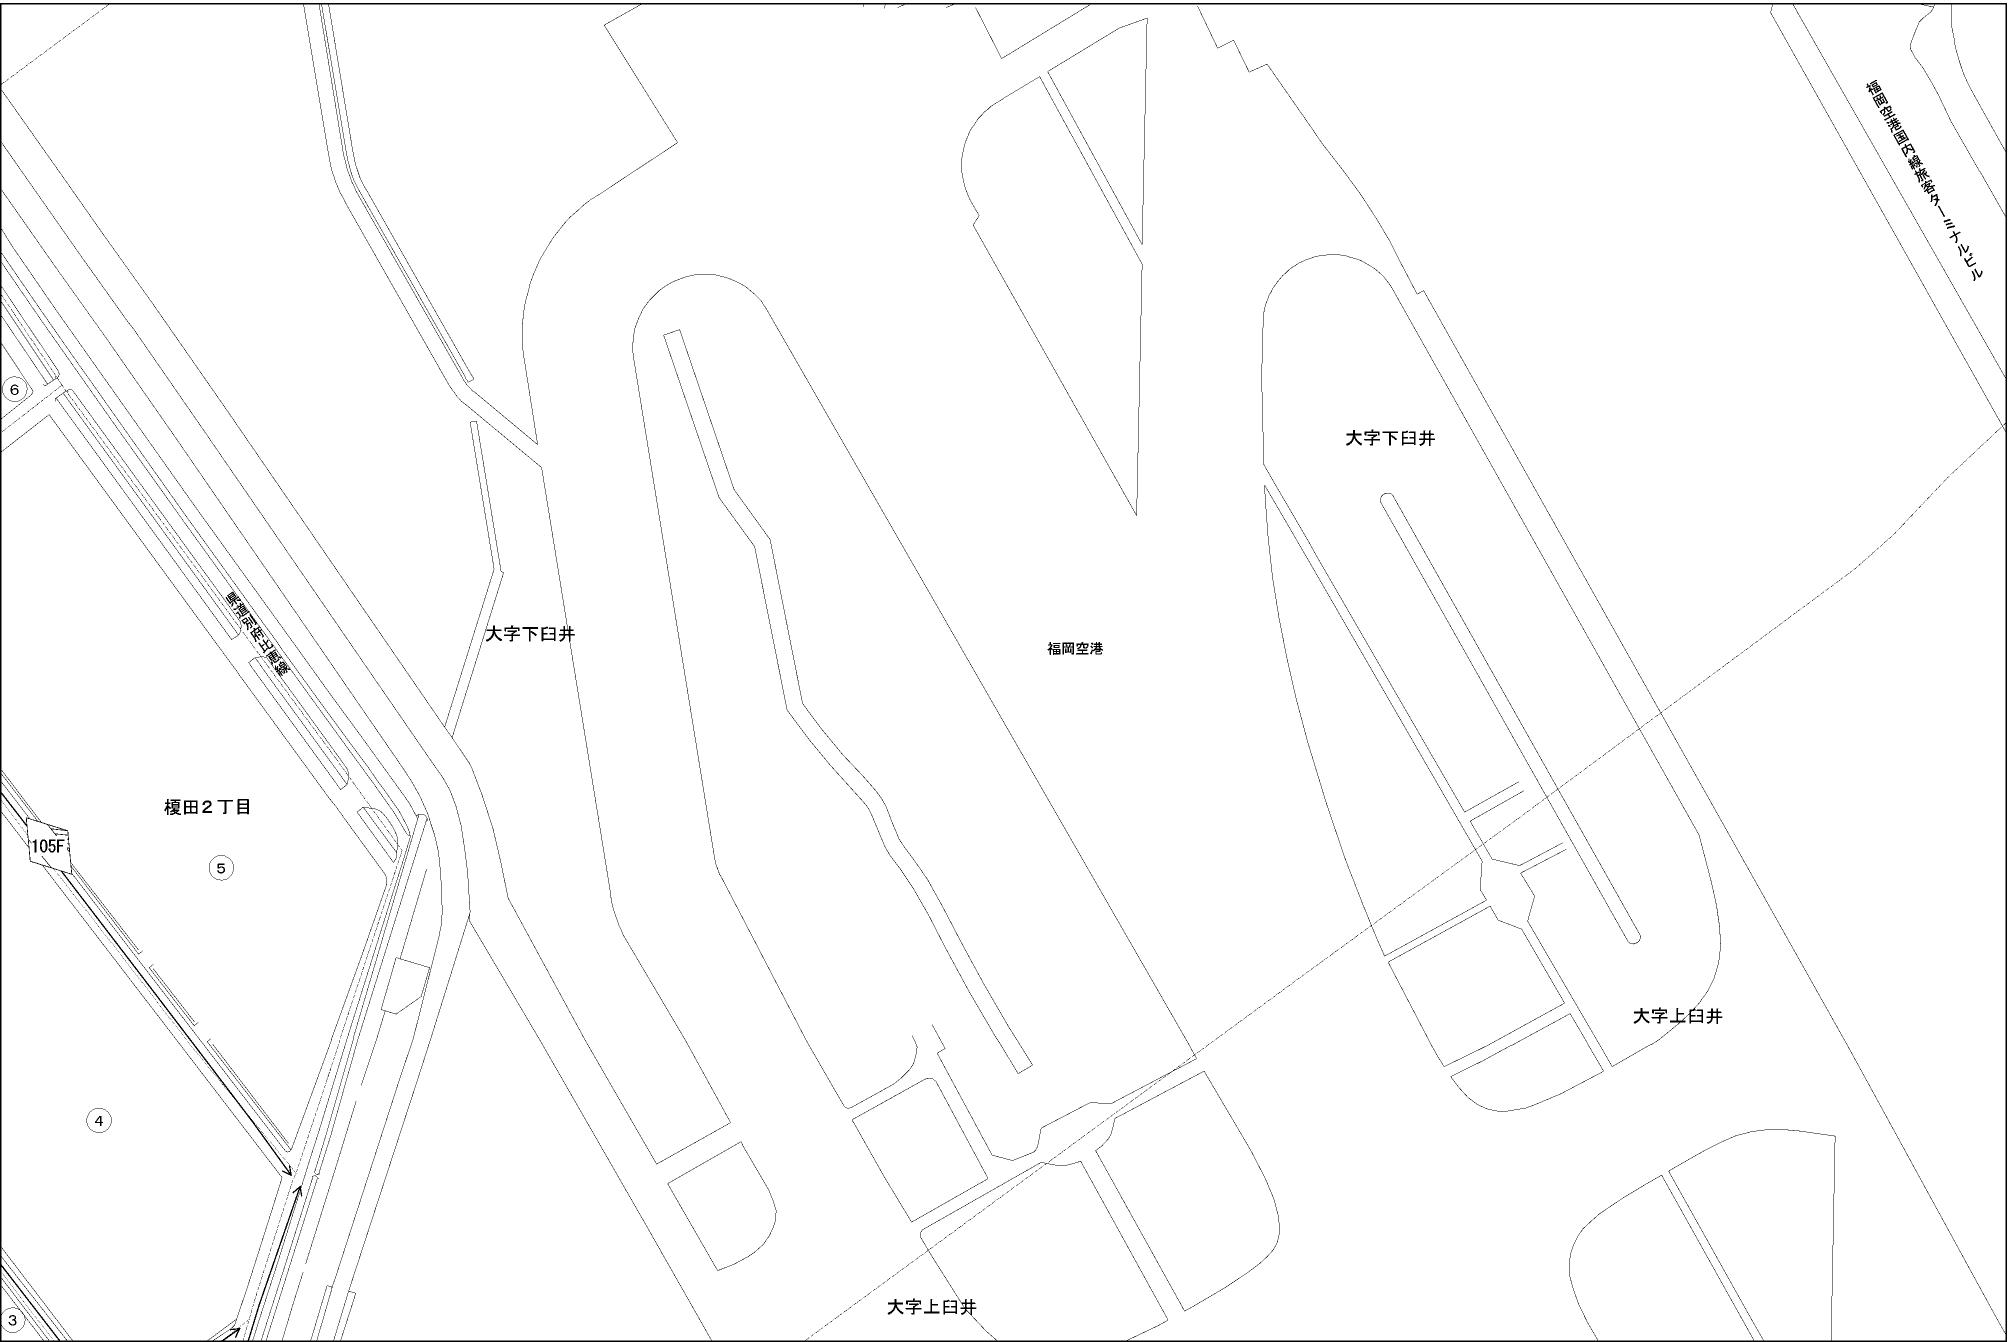 福岡空港国内線旅客ターミナルビル
6
大字下臼井
県道別府比恵線
大字下臼井
福岡空港
榎田2丁目
105F
5
大字上臼井
4
大字上臼井
3